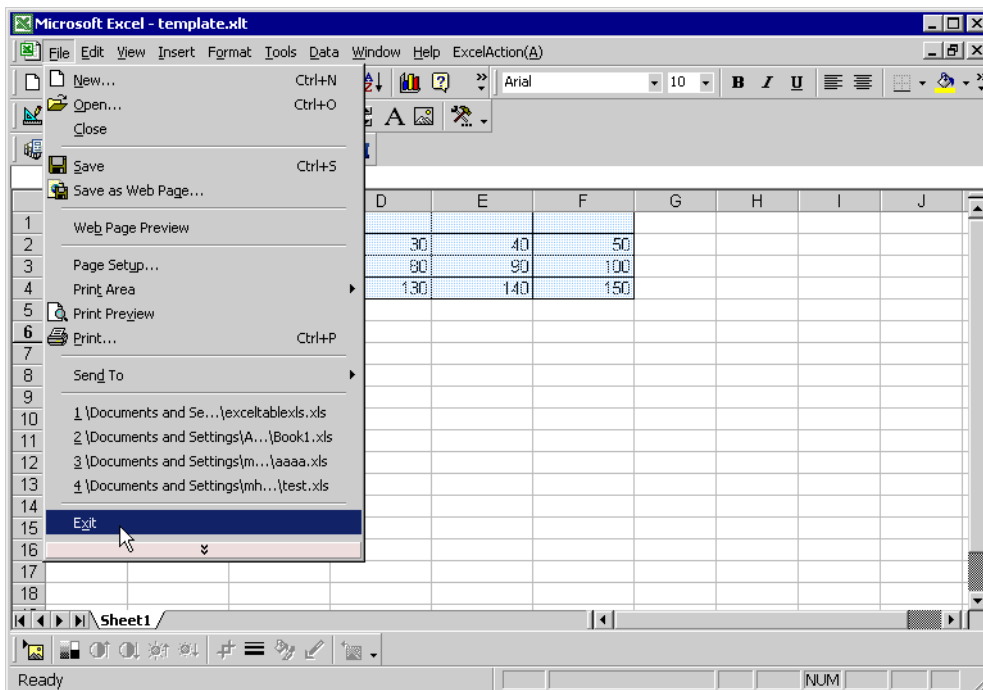 Microsoft Excel - template.xlt
File Edit View Insert Format Tools Data Window Help ExcelAction(A)
New... Ctrl+N
Arial 10 B I U
Open... Ctrl+O
A
Close
Save Ctrl+S
Save as Web Page...
D E F G H I J
1
Web Page Preview
2 30 40 50
3 80 90 100
Page Setup...
4 130 140 150
Print Area
5
Print Preview
6
Print... Ctrl+P
7
8
Send To
9
10
1 \Documents and Se...\exceltablexls.xls
11
2 \Documents and Settings\A...\Book1.xls
12
3 \Documents and Settings\m...\aaaa.xls
13
4 \Documents and Settings\mh...\test.xls
14
15
Exit
16
17
18
Sheet1
Ready NUM